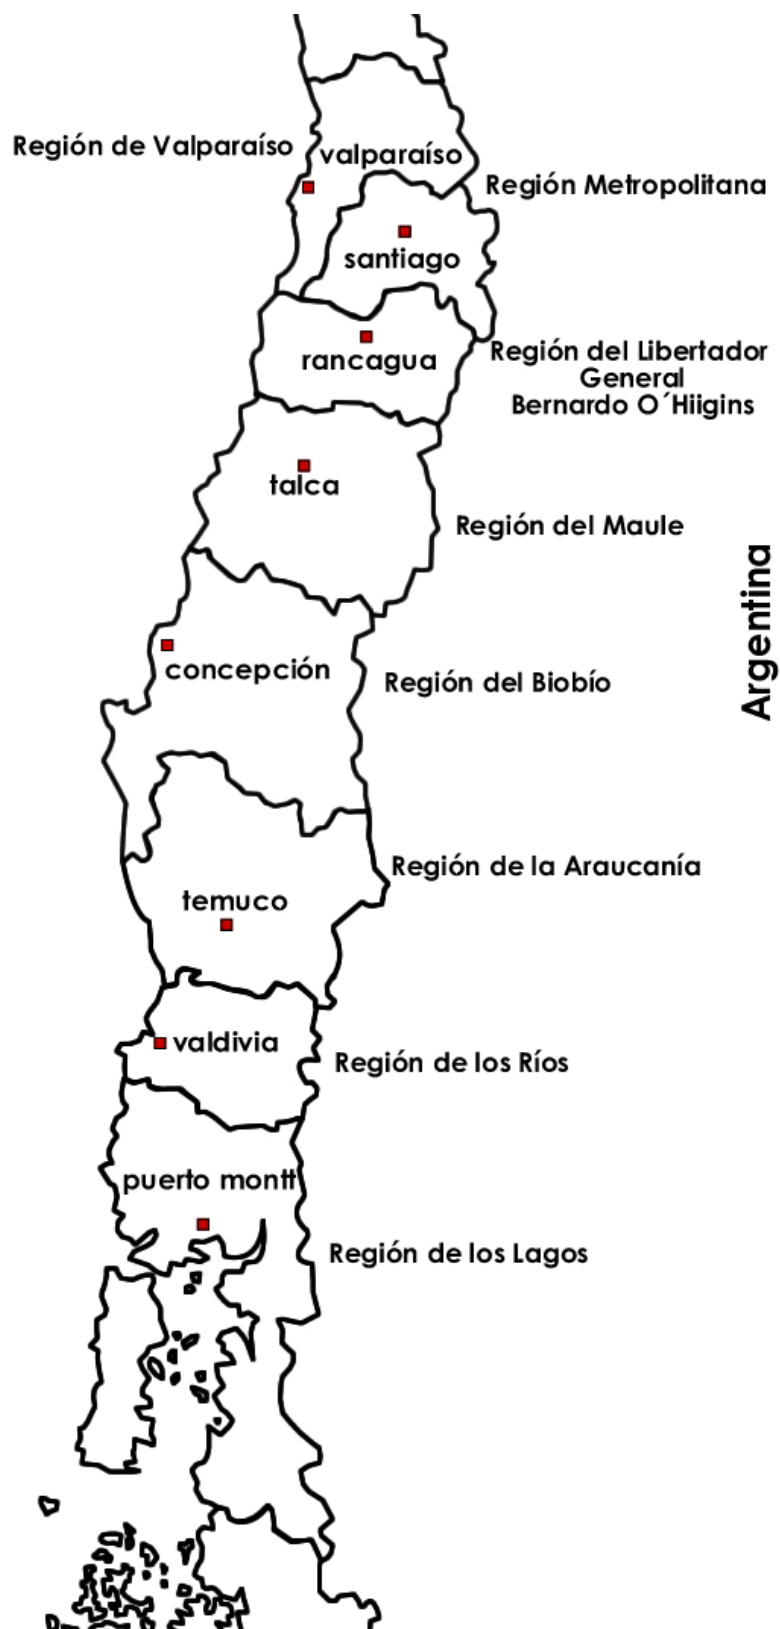 Región de Valparaíso
valparaíso
Región Metropolitana
santiago
rancagua
Región del Libertador
General
Bernardo O´Hiigins
talca
Región del Maule
Argentina
concepción
Región del Biobío
Región de la Araucanía
temuco
valdivia
Región de los Ríos
puerto montt
Región de los Lagos